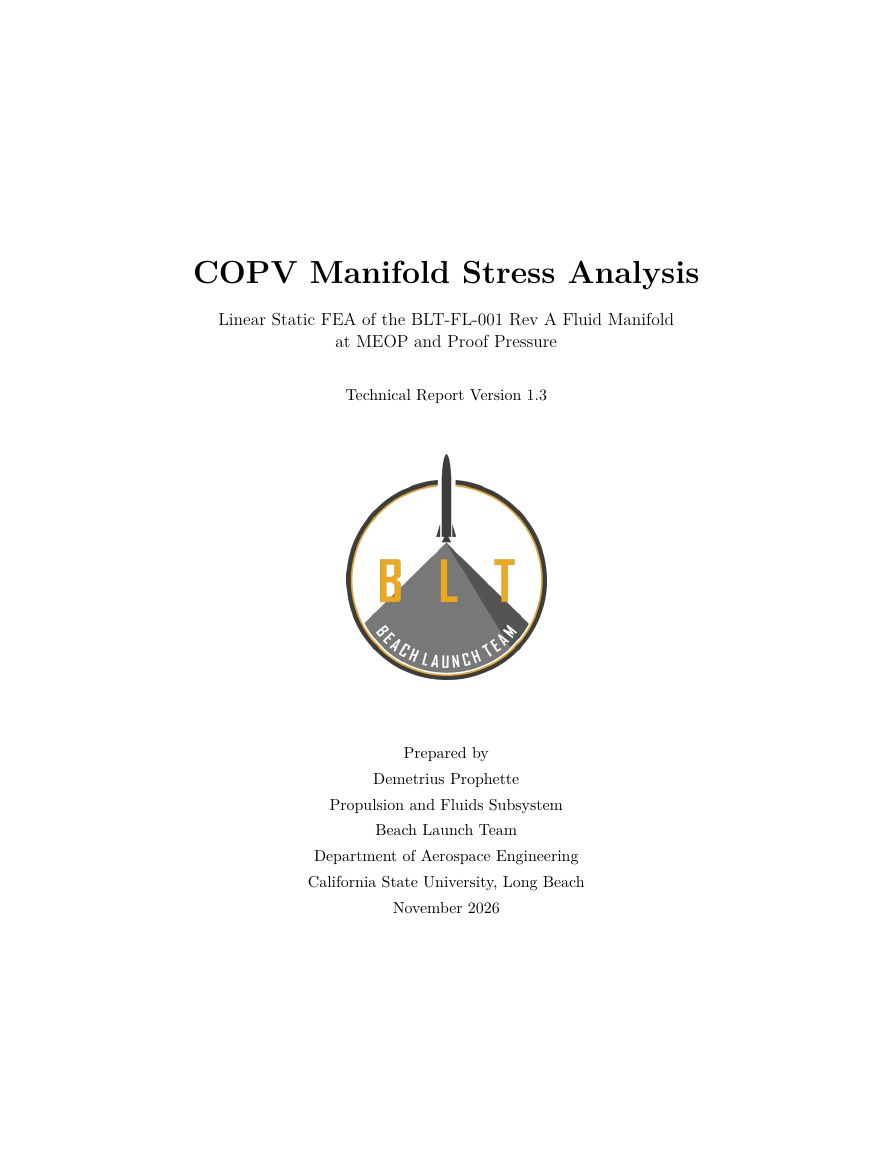 COPV Manifold Stress Analysis
Linear Static FEA of the BLT-FL-001 Rev A Fluid Manifold
at MEOP and Proof Pressure
Technical Report Version 1.3
B L T
BEACH LAUNCH TEAM
Prepared by
Demetrius Prophette
Propulsion and Fluids Subsystem
Beach Launch Team
Department of Aerospace Engineering
California State University, Long Beach
November 2026